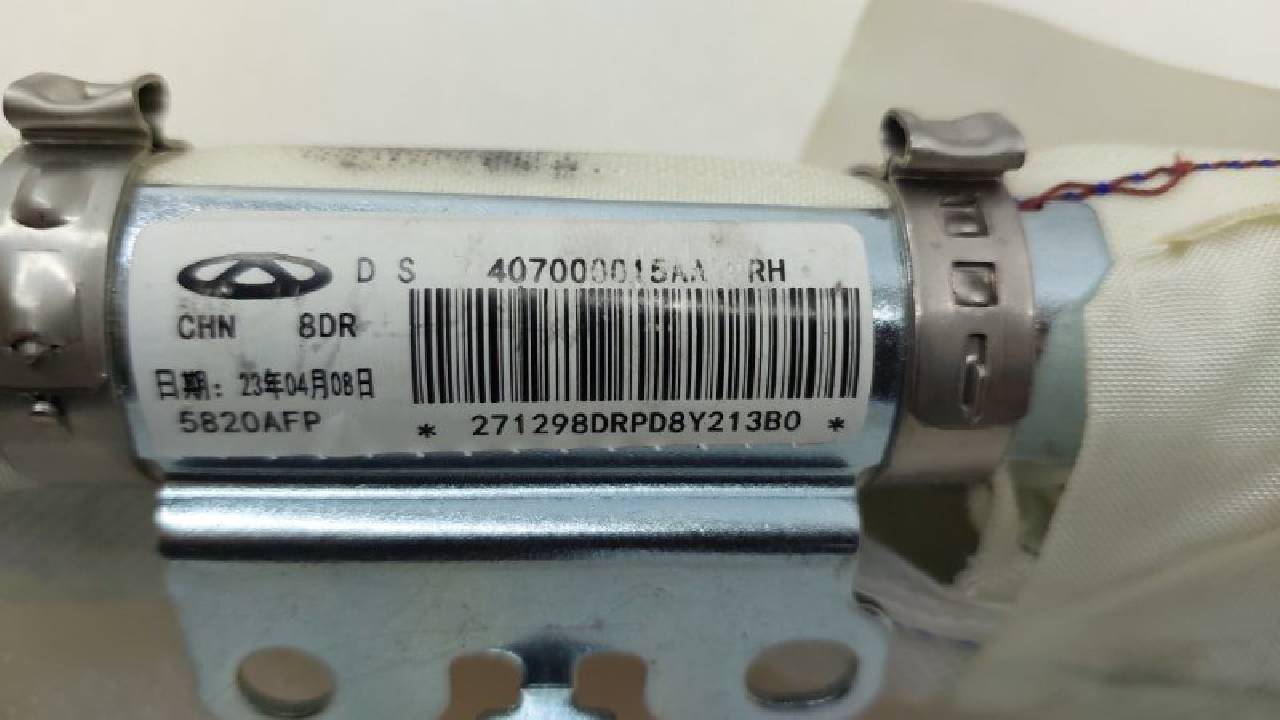 D S 407000015AA RH
CHN 8DR
日期: 23年04月08日
5820AFP
* 271298DRPD8Y213B0 *